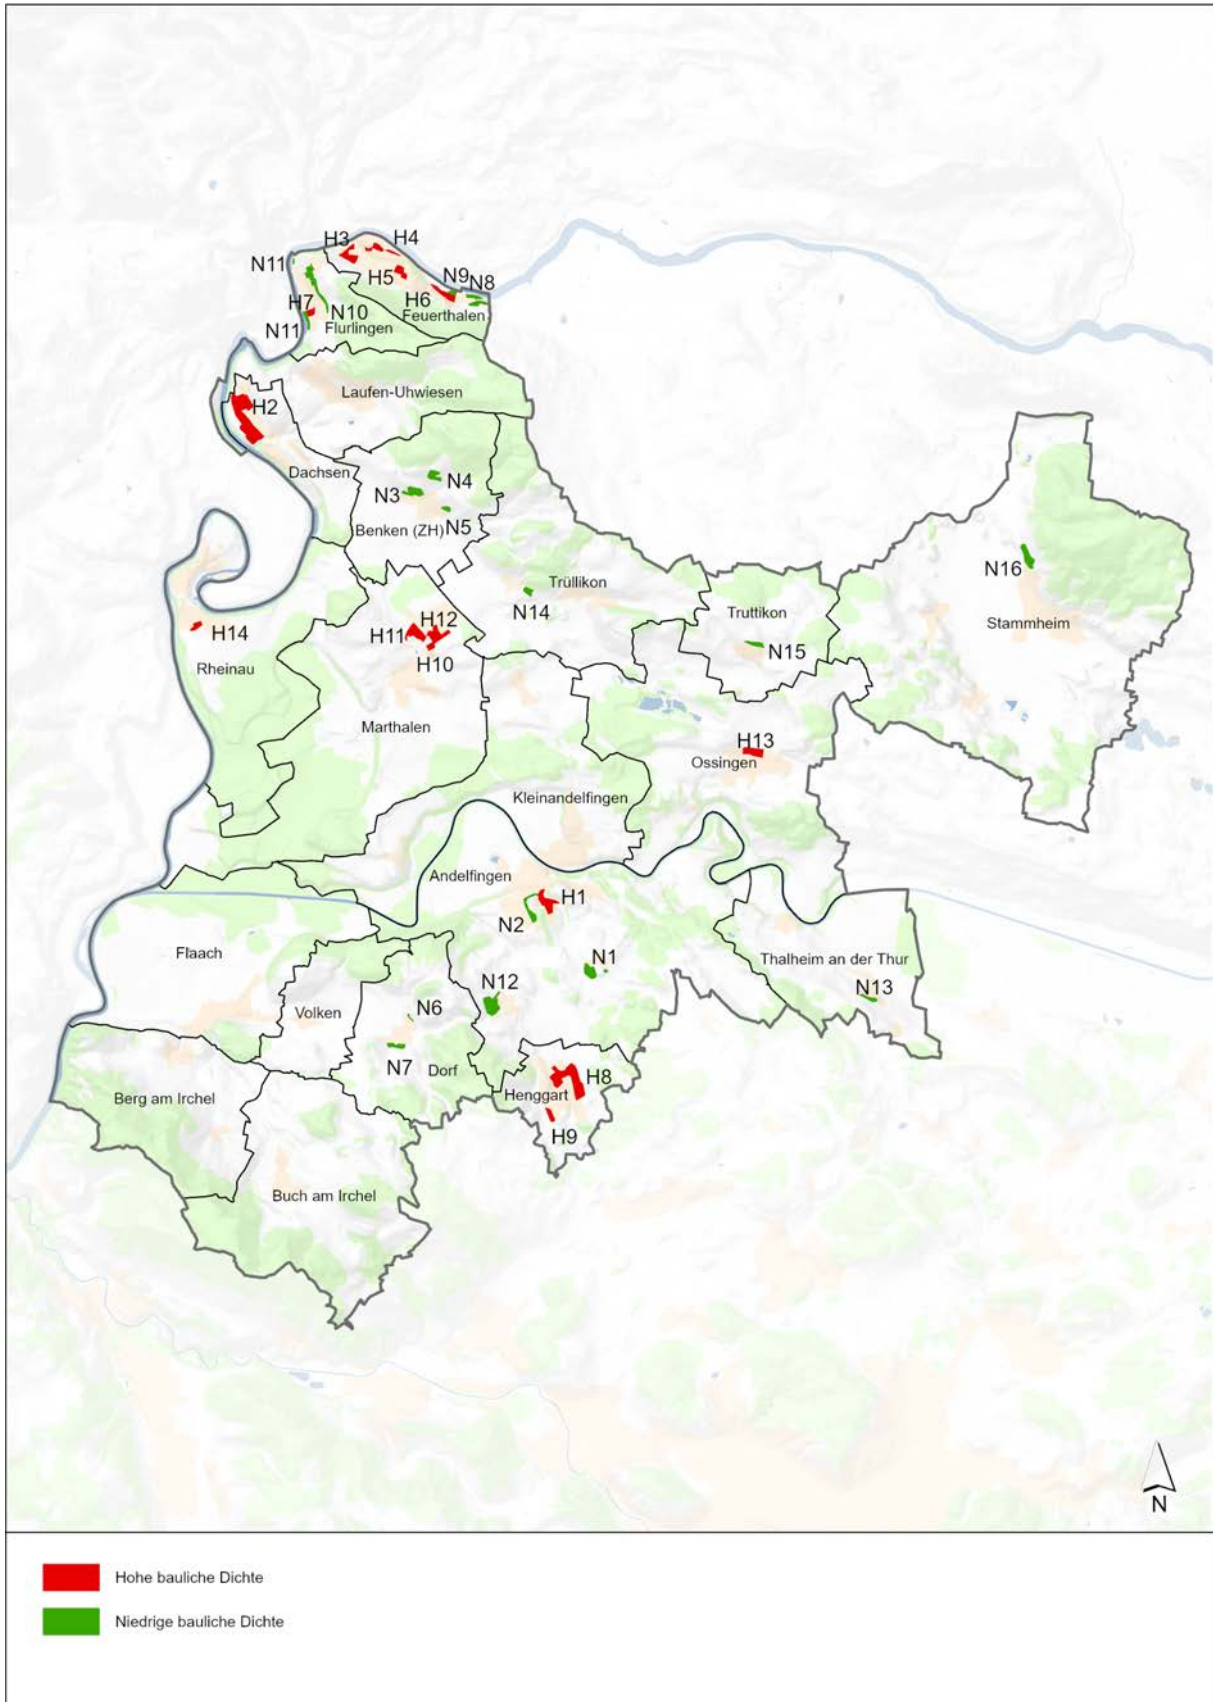 H3
H4
N11
H5
N9
N8
H7
N10
H6
Feuerthalen
N11
Flurlingen
Laufen-Uhwiesen
H2
Dachsen
N4
N3
N5
Benken (ZH)
N16
Trüllikon
N14
Truttikon
Stammheim
H14
H11
H12
H10
N15
Rheinau
Marthalen
H13
Ossingen
Kleinandelfingen
Andelfingen
H1
N2
Flaach
N1
Thalheim an der Thur
N12
N13
N6
Volken
N7
Dorf
H8
Henggart
Berg am Irchel
H9
Buch am Irchel
N
Hohe bauliche Dichte
Niedrige bauliche Dichte